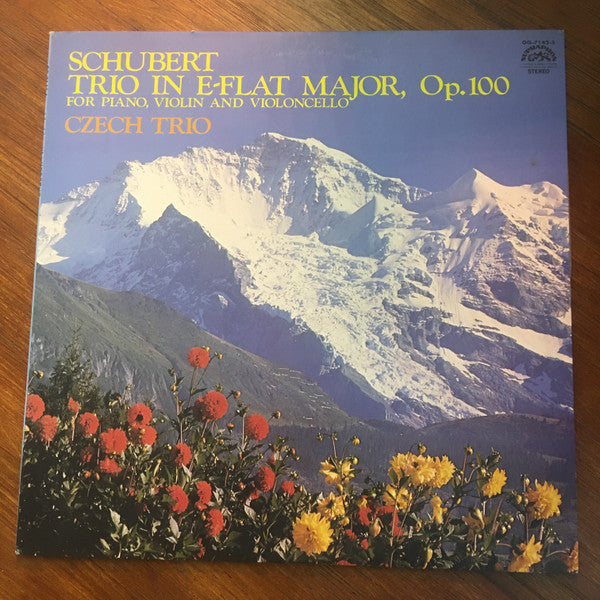 SCHUBERT
TRIO IN E-FLAT MAJOR, Op.100
FOR PIANO, VIOLIN AND VIOLONCELLO
CZECH TRIO
SUPRAPHON
STEREO